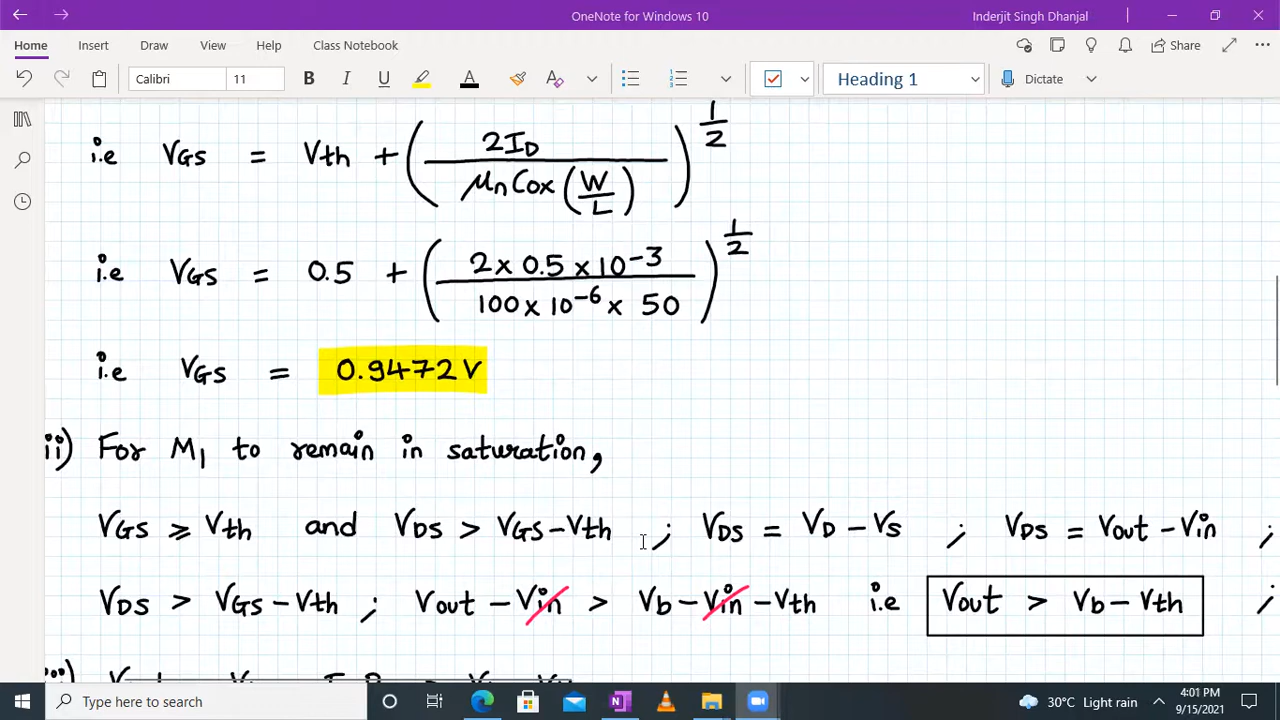 OneNote for Windows 10
Inderjit Singh Dhanjal
Home Insert Draw View Help Class Notebook
Share
Calibri 11 B I U A Heading 1 Dictate
i.e VGS = Vth + (2ID / μn Cox (W/L))^1/2
i.e VGS = 0.5 + (2 x 0.5 x 10^-3 / 100 x 10^-6 x 50)^1/2
i.e VGS = 0.9472 V
ii) For M1 to remain in saturation,
VGS ≥ Vth and VDS > VGS - Vth ; VDS = VD - VS ; VDS = Vout - Vin ;
VDS > VGS - Vth ; Vout - Vin > Vb - Vin - Vth i.e Vout > Vb - Vth ;
Type here to search
30°C Light rain
4:01 PM
9/15/2021